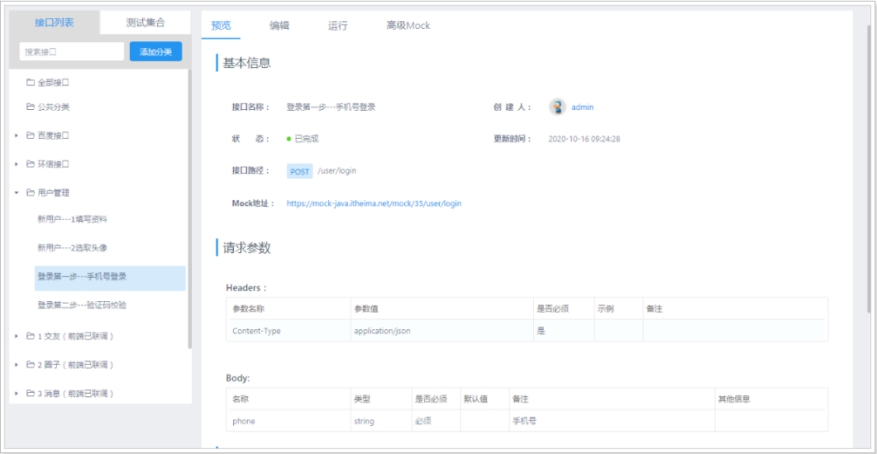 接口列表 测试集合
搜索接口 添加分类
全部接口
公共分类
百度接口
环信接口
用户管理
新用户---1填写资料
新用户---2选取头像
登录第一步---手机号登录
登录第二步---验证码校验
1 交友（前端已联调）
2 圈子（前端已联调）
3 消息（前端已联调）
预览 编辑 运行 高级Mock
基本信息
接口名称： 登录第一步---手机号登录 创 建 人： admin
状 态： 已完成 更新时间： 2020-10-16 09:24:28
接口路径： POST /user/login
Mock地址： https://mock-java.itheima.net/mock/35/user/login
请求参数
Headers：
参数名称 参数值 是否必须 示例 备注
Content-Type application/json 是
Body:
名称 类型 是否必须 默认值 备注 其他信息
phone string 必须 手机号